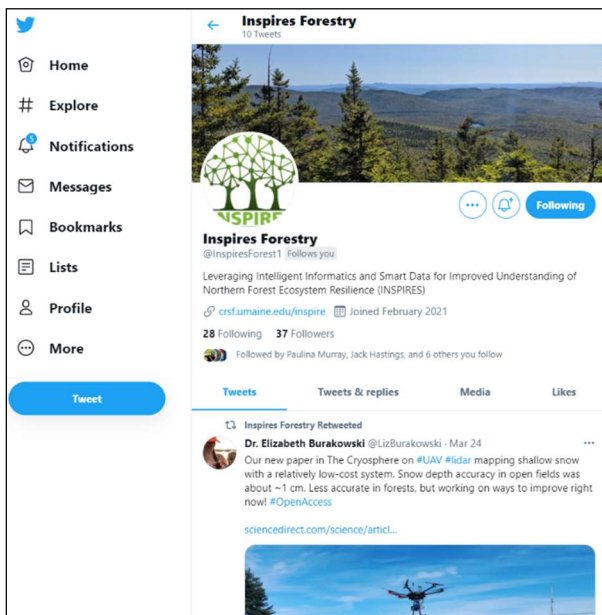 Home
Explore
5
Notifications
Messages
Bookmarks
Lists
Profile
More
Tweet
Inspires Forestry
10 Tweets
INSPIRES
Following
Inspires Forestry
@InspiresForest1 Follows you
Leveraging Intelligent Informatics and Smart Data for Improved Understanding of
Northern Forest Ecosystem Resilience (INSPIRES)
crsf.umaine.edu/inspire Joined February 2021
28 Following 37 Followers
Followed by Paulina Murray, Jack Hastings, and 6 others you follow
Tweets Tweets & replies Media Likes
Inspires Forestry Retweeted
Dr. Elizabeth Burakowski @LizBurakowski · Mar 24
Our new paper in The Cryosphere on #UAV #lidar mapping shallow snow
with a relatively low-cost system. Snow depth accuracy in open fields was
about ~1 cm. Less accurate in forests, but working on ways to improve right
now! #OpenAccess
sciencedirect.com/science/articl...